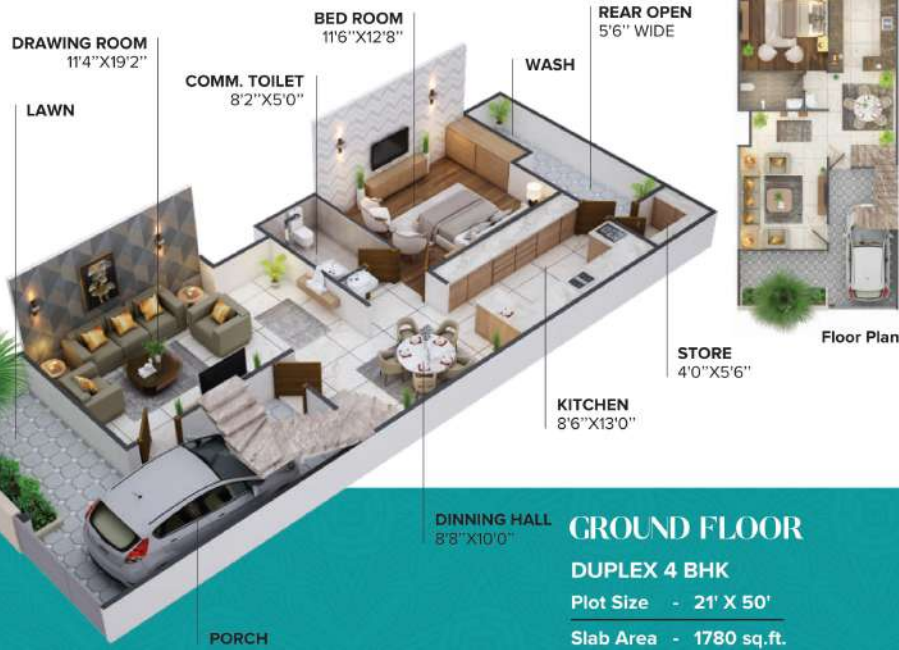 DRAWING ROOM
11'4"X19'2"
LAWN
COMM. TOILET
8'2"X5'0"
BED ROOM
11'6"X12'8"
WASH
REAR OPEN
5'6" WIDE
Floor Plan
STORE
4'0"X5'6"
KITCHEN
8'6"X13'0"
DINNING HALL
8'8"X10'0"
PORCH
GROUND FLOOR
DUPLEX 4 BHK
Plot Size - 21' X 50'
Slab Area - 1780 sq.ft.